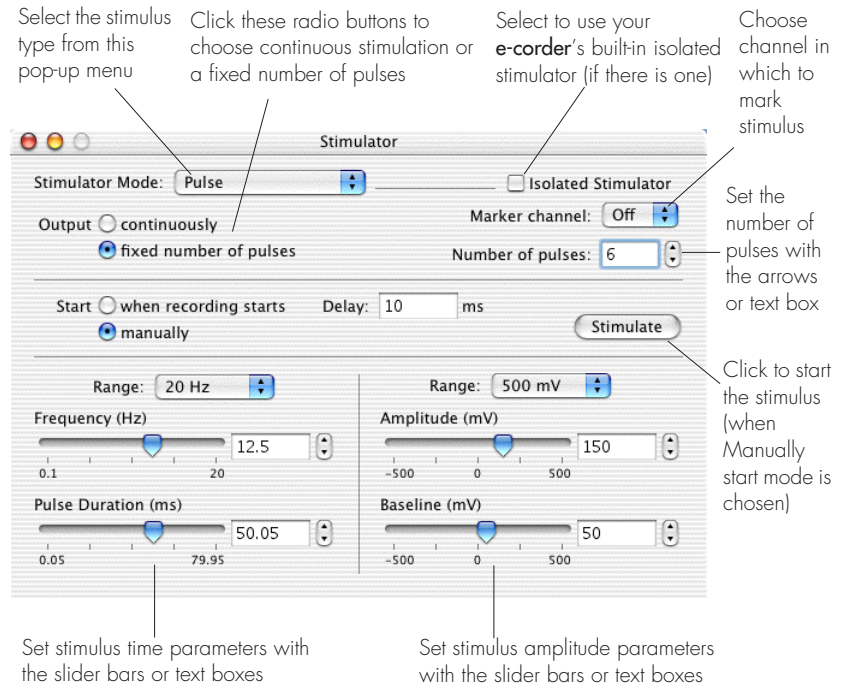 Select the stimulus
type from this
pop-up menu
Click these radio buttons to
choose continuous stimulation or
a fixed number of pulses
Select to use your
e-corder's built-in isolated
stimulator (if there is one)
Choose
channel in
which to
mark
stimulus
Stimulator
Stimulator Mode: Pulse
Isolated Stimulator
Output continuously
fixed number of pulses
Marker channel: Off
Number of pulses: 6
Set the
number of
pulses with
the arrows
or text box
Start when recording starts
manually
Delay: 10 ms
Stimulate
Click to start
the stimulus
(when
Manually
start mode is
chosen)
Range: 20 Hz
Frequency (Hz)
12.5
0.1 20
Pulse Duration (ms)
50.05
0.05 79.95
Range: 500 mV
Amplitude (mV)
150
-500 0 500
Baseline (mV)
50
-500 0 500
Set stimulus time parameters with
the slider bars or text boxes
Set stimulus amplitude parameters
with the slider bars or text boxes